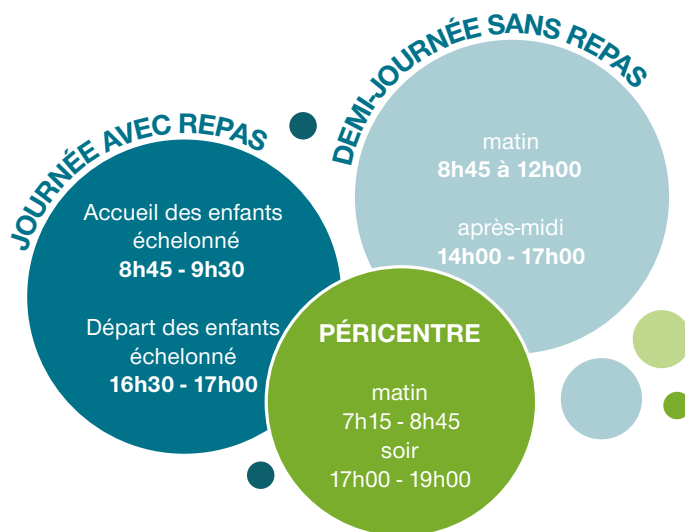 JOURNÉE AVEC REPAS
Accueil des enfants
échelonné
8h45 - 9h30
Départ des enfants
échelonné
16h30 - 17h00
DEMI-JOURNÉE SANS REPAS
matin
8h45 à 12h00
après-midi
14h00 - 17h00
PÉRICENTRE
matin
7h15 - 8h45
soir
17h00 - 19h00